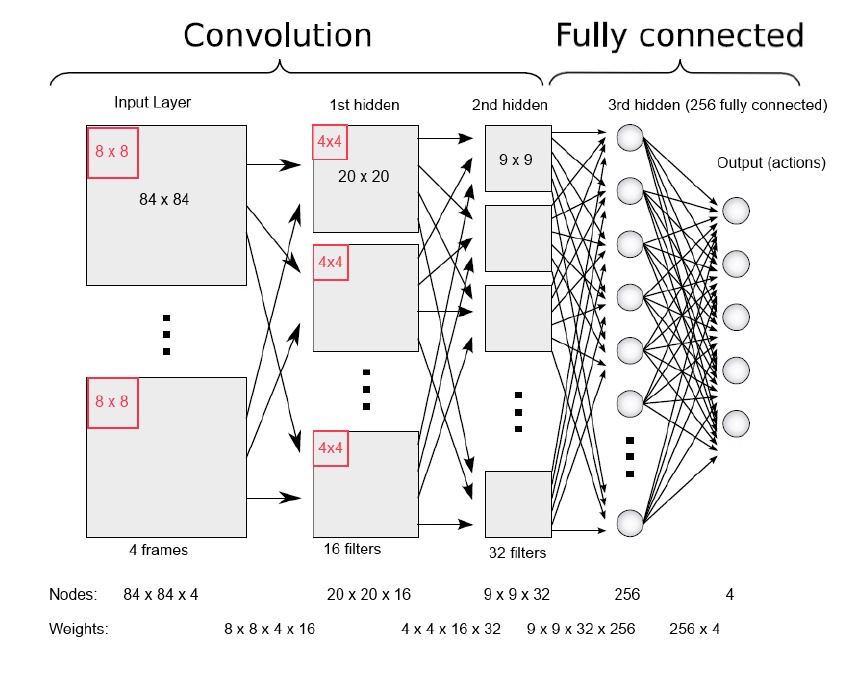 Convolution
Fully connected
Input Layer
1st hidden
2nd hidden
3rd hidden (256 fully connected)
Output (actions)
8 x 8
84 x 84
4x4
20 x 20
9 x 9
4x4
8 x 8
4x4
4 frames
16 filters
32 filters
Nodes: 84 x 84 x 4 20 x 20 x 16 9 x 9 x 32 256 4
Weights: 8 x 8 x 4 x 16 4 x 4 x 16 x 32 9 x 9 x 32 x 256 256 x 4